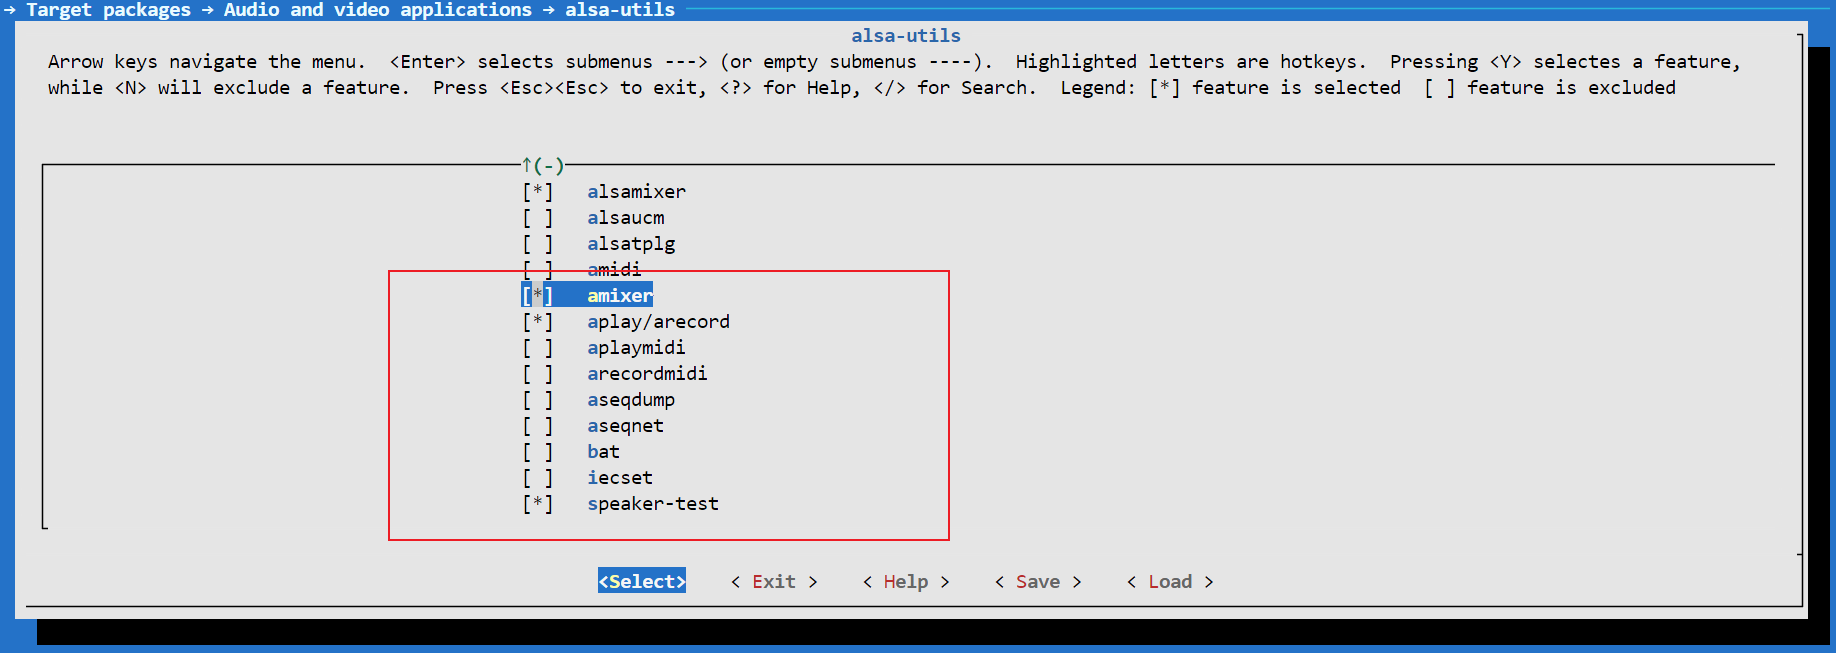 → Target packages → Audio and video applications → alsa-utils
alsa-utils
Arrow keys navigate the menu.  <Enter> selects submenus ---> (or empty submenus ----).  Highlighted letters are hotkeys.  Pressing <Y> selectes a feature,
while <N> will exclude a feature.  Press <Esc><Esc> to exit, <?> for Help, </> for Search.  Legend: [*] feature is selected  [ ] feature is excluded
↑(-)
[*]   alsamixer
[ ]   alsaucm
[ ]   alsatplg
[ ]   amidi
[*]   amixer
[*]   aplay/arecord
[ ]   aplaymidi
[ ]   arecordmidi
[ ]   aseqdump
[ ]   aseqnet
[ ]   bat
[ ]   iecset
[*]   speaker-test
<Select>    < Exit >    < Help >    < Save >    < Load >